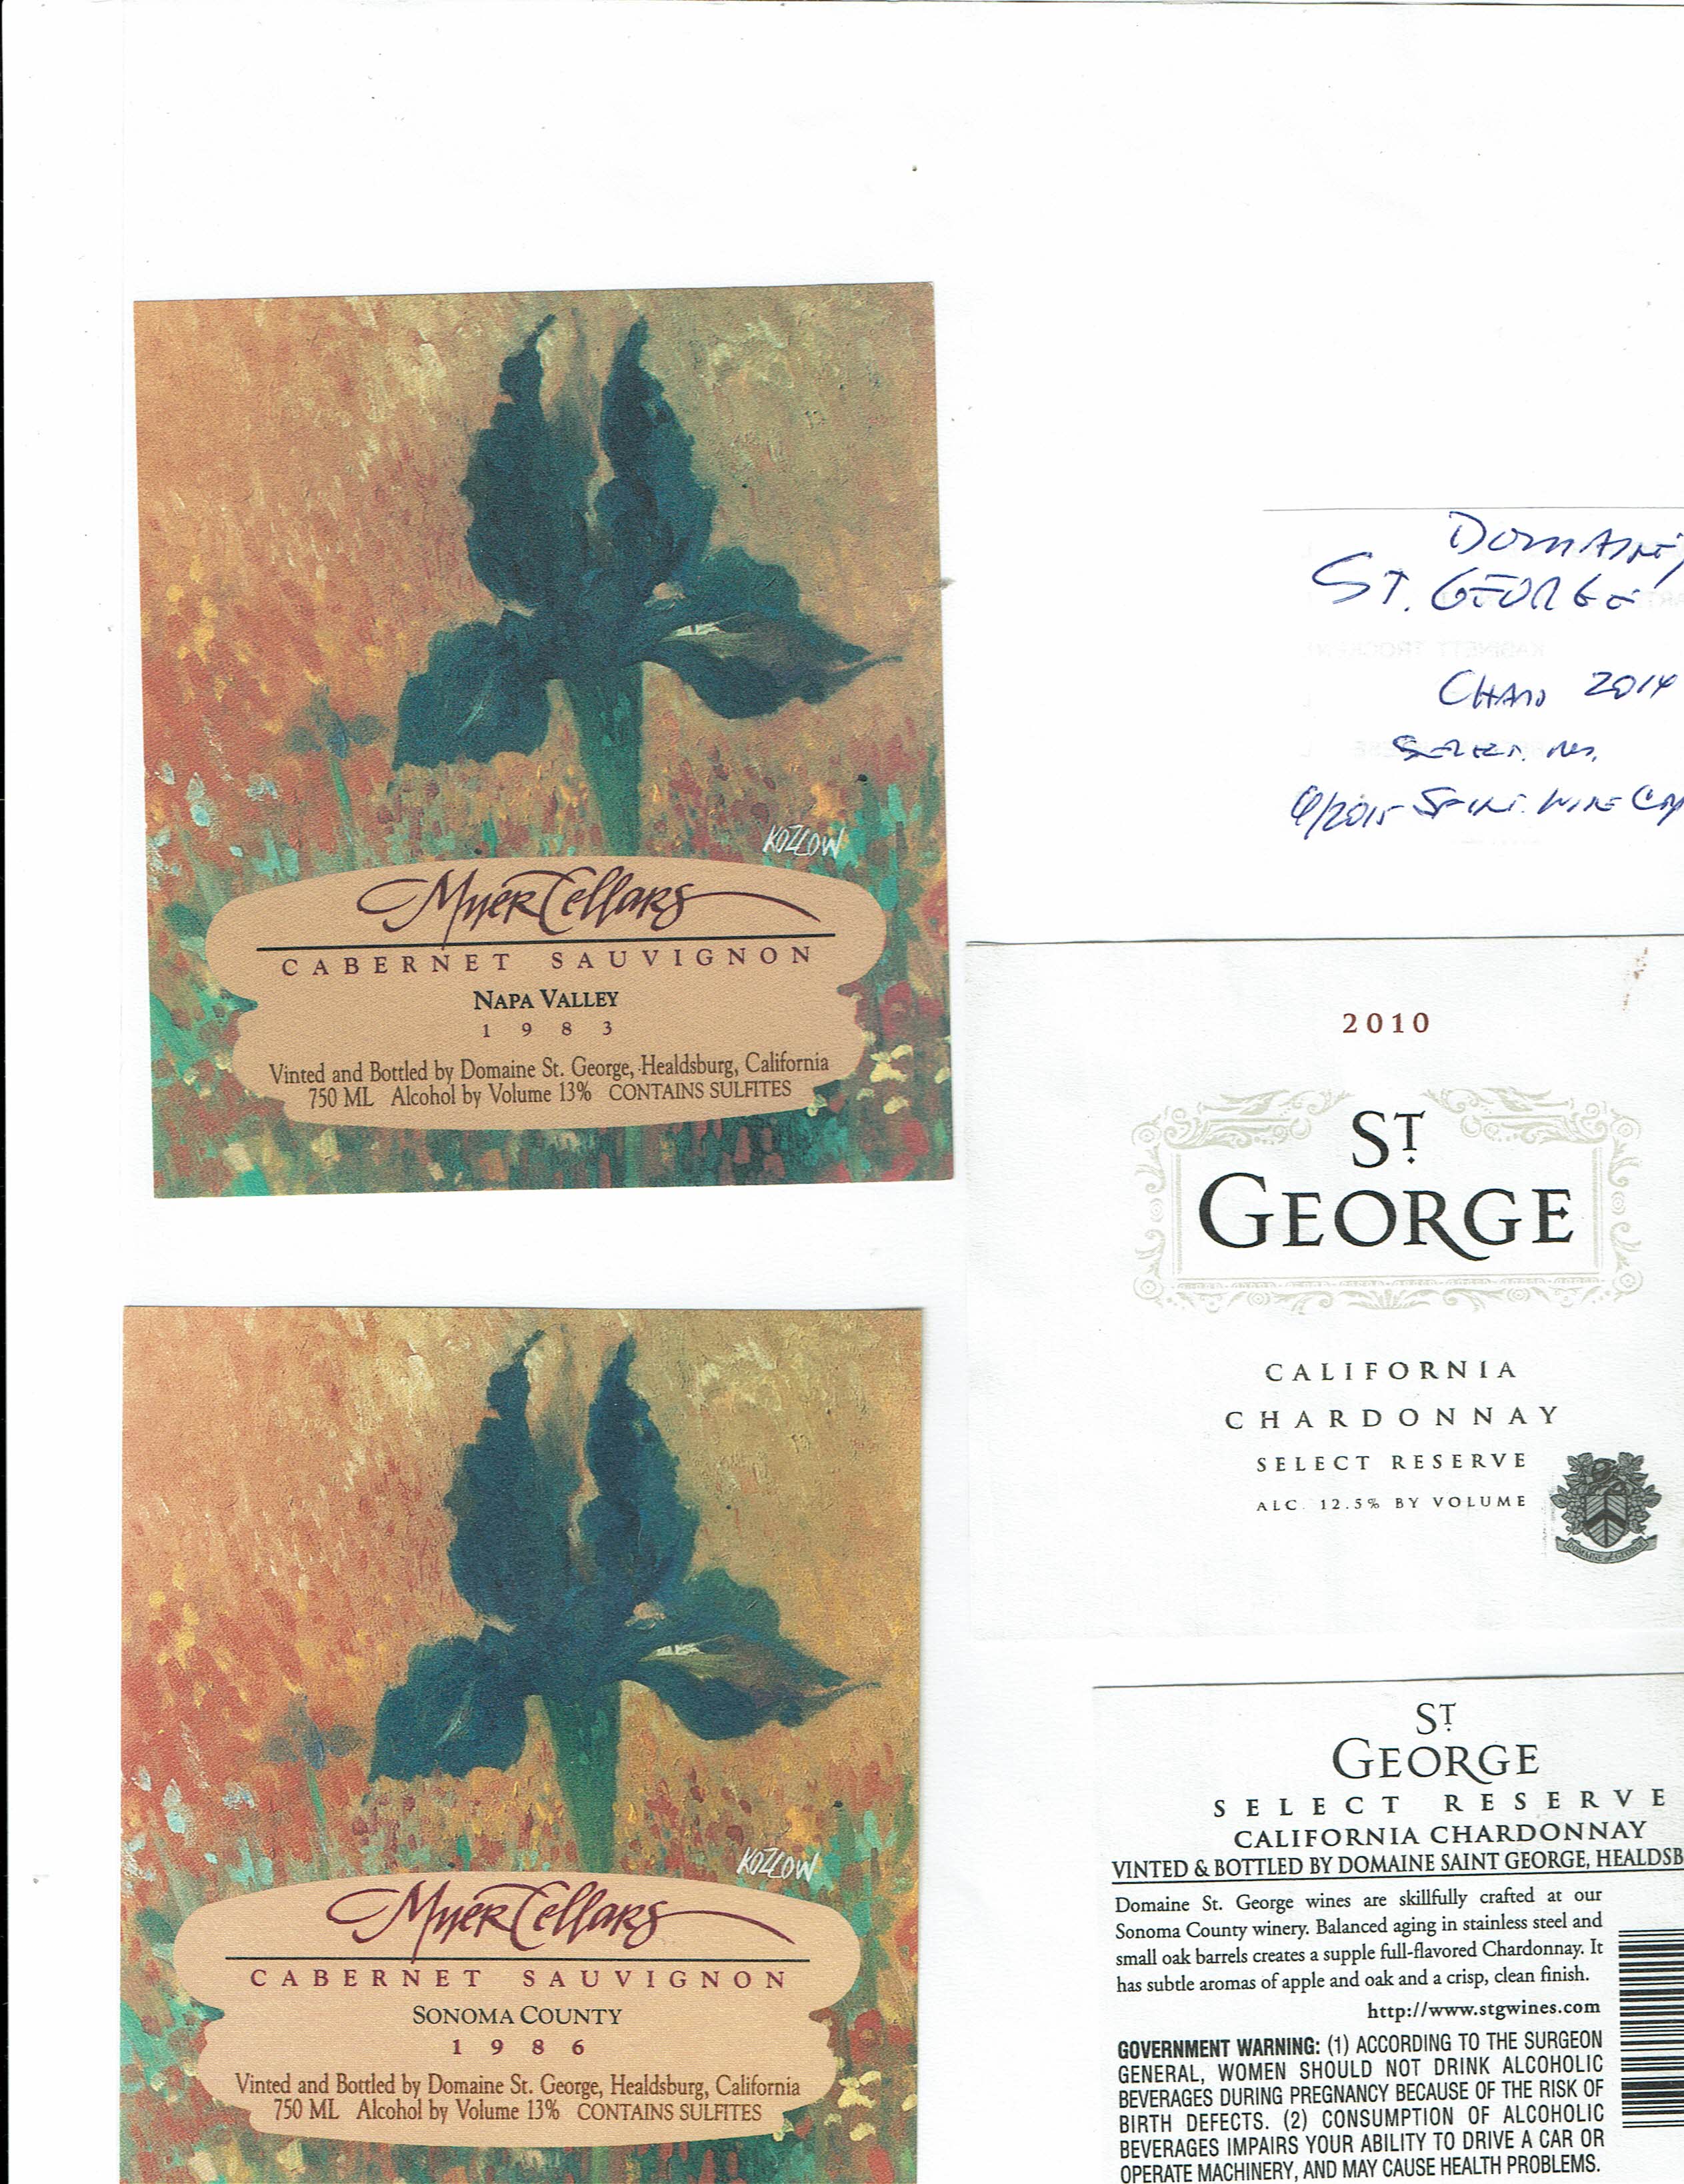 KOZLOW
Myer Cellars
CABERNET SAUVIGNON
NAPA VALLEY
1983
Vinted and Bottled by Domaine St. George, Healdsburg, California
750 ML Alcohol by Volume 13% CONTAINS SULFITES
KOZLOW
Myer Cellars
CABERNET SAUVIGNON
SONOMA COUNTY
1986
Vinted and Bottled by Domaine St. George, Healdsburg, California
750 ML Alcohol by Volume 13% CONTAINS SULFITES
DOMAINE
ST. GEORGE
CHAD 2014
SELECT. RES.
WINE
2010
ST
GEORGE
CALIFORNIA
CHARDONNAY
SELECT RESERVE
ALC. 12.5% BY VOLUME
ST
GEORGE
SELECT RESERVE
CALIFORNIA CHARDONNAY
VINTED & BOTTLED BY DOMAINE SAINT GEORGE, HEALDSB
Domaine St. George wines are skillfully crafted at our
Sonoma County winery. Balanced aging in stainless steel and
small oak barrels creates a supple full-flavored Chardonnay. It
has subtle aromas of apple and oak and a crisp, clean finish.
http://www.stgwines.com
GOVERNMENT WARNING: (1) ACCORDING TO THE SURGEON
GENERAL, WOMEN SHOULD NOT DRINK ALCOHOLIC
BEVERAGES DURING PREGNANCY BECAUSE OF THE RISK OF
BIRTH DEFECTS. (2) CONSUMPTION OF ALCOHOLIC
BEVERAGES IMPAIRS YOUR ABILITY TO DRIVE A CAR OR
OPERATE MACHINERY, AND MAY CAUSE HEALTH PROBLEMS.